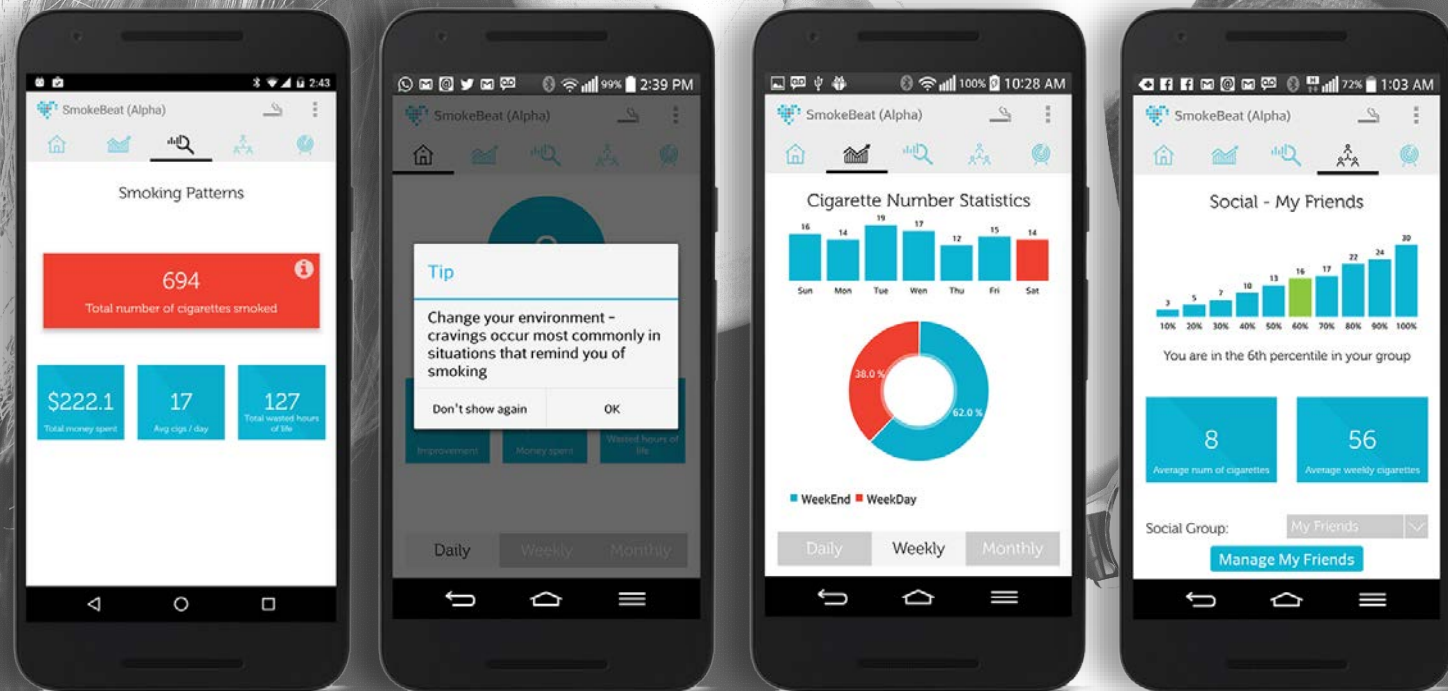 2:43
SmokeBeat (Alpha)
Smoking Patterns
694
Total number of cigarettes smoked
$222.1
Total money spent
17
Avg cigs / day
127
Total wasted hours
of life
99% 2:39 PM
SmokeBeat (Alpha)
Tip
Change your environment –
cravings occur most commonly in
situations that remind you of
smoking
Don't show again
OK
Improvement
Money spent
Wasted hours of
life
Daily
Weekly
Monthly
100% 10:28 AM
SmokeBeat (Alpha)
Cigarette Number Statistics
16 14 19 17 12 15 14
Sun Mon Tue Wen Thu Fri Sat
38.0 %
62.0 %
WeekEnd WeekDay
Daily
Weekly
Monthly
72% 1:03 AM
SmokeBeat (Alpha)
Social - My Friends
3 5 7 10 13 16 17 22 24 30
10% 20% 30% 40% 50% 60% 70% 80% 90% 100%
You are in the 6th percentile in your group
8
Average num of cigarettes
56
Average weekly cigarettes
Social Group:
My Friends
Manage My Friends